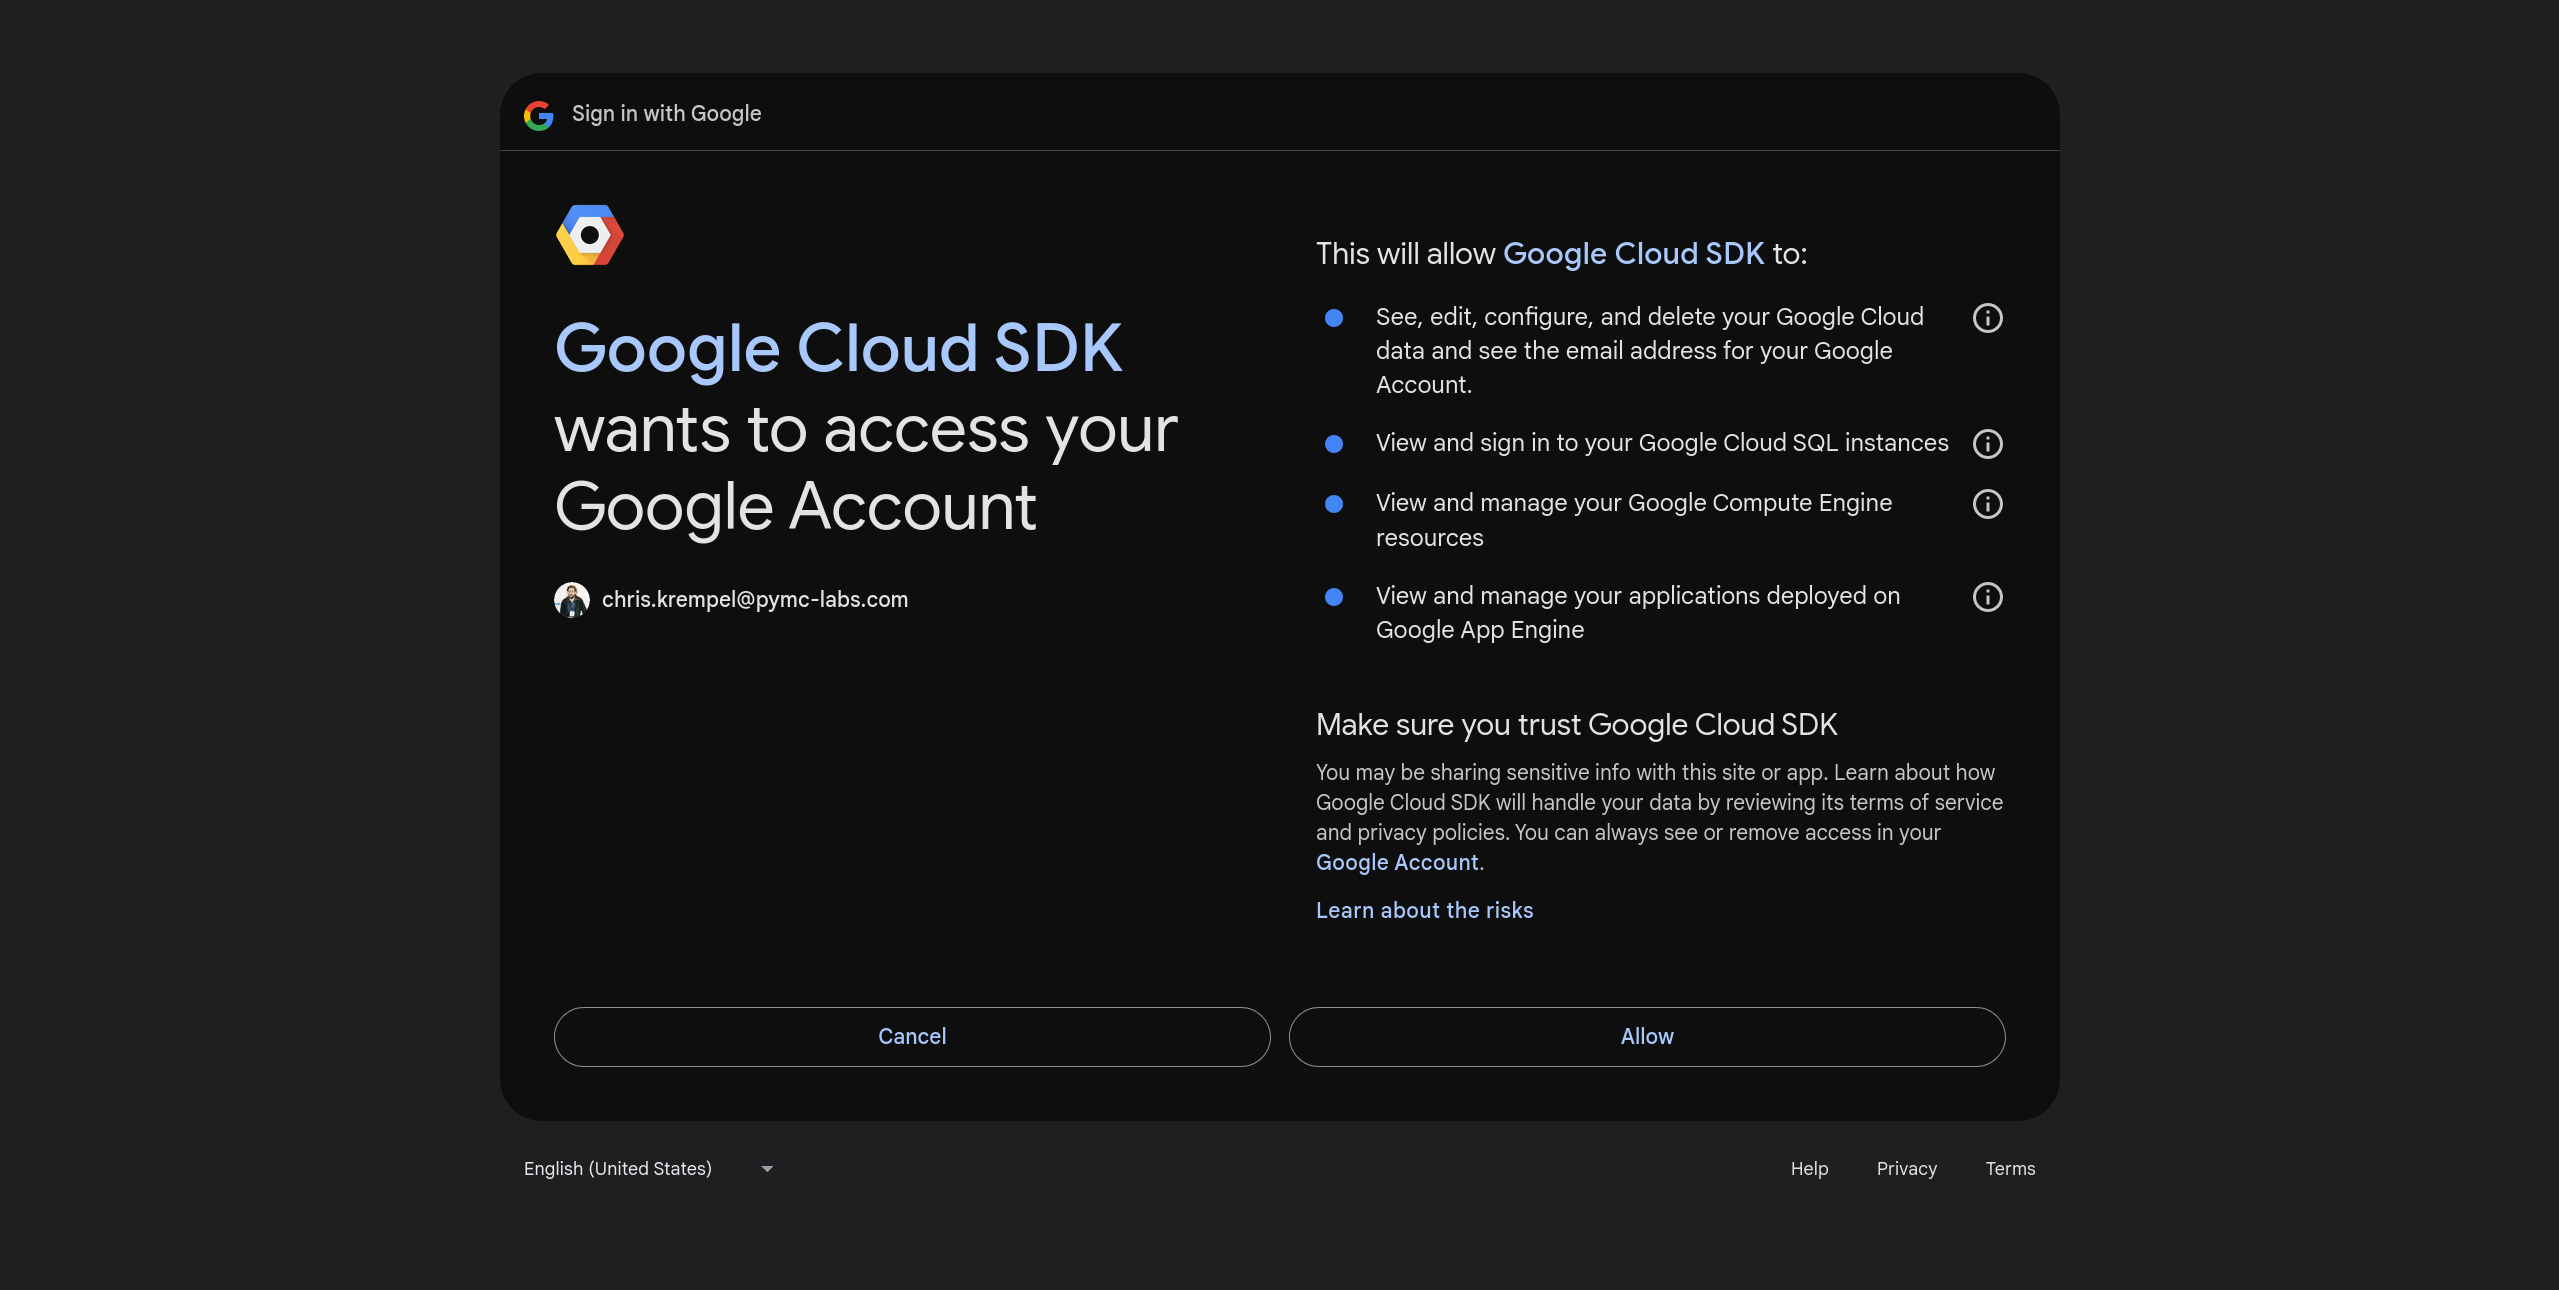 Sign in with Google
Google Cloud SDK
wants to access your
Google Account
chris.krempel@pymc-labs.com
This will allow Google Cloud SDK to:
See, edit, configure, and delete your Google Cloud
data and see the email address for your Google
Account.
View and sign in to your Google Cloud SQL instances
View and manage your Google Compute Engine
resources
View and manage your applications deployed on
Google App Engine
Make sure you trust Google Cloud SDK
You may be sharing sensitive info with this site or app. Learn about how
Google Cloud SDK will handle your data by reviewing its terms of service
and privacy policies. You can always see or remove access in your
Google Account.
Learn about the risks
Cancel
Allow
English (United States)
Help
Privacy
Terms